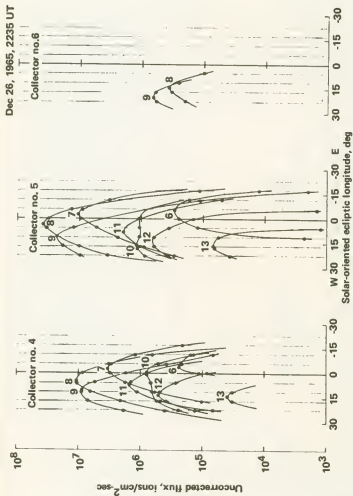 Dec 26, 1965, 2235 UT
Collector no. 4
Collector no. 5
Collector no.6
Uncorrected flux, ions/cm²-sec
10⁸
10⁷
10⁶
10⁵
10⁴
10³
8
9
7
10
11
6
12
13
8
9
7
11
12
10
6
13
8
9
30 15 0 -15 -30
W 30 15 0 -15 E
30 15 0 -15 -30
Solar-oriented ecliptic longitude, deg